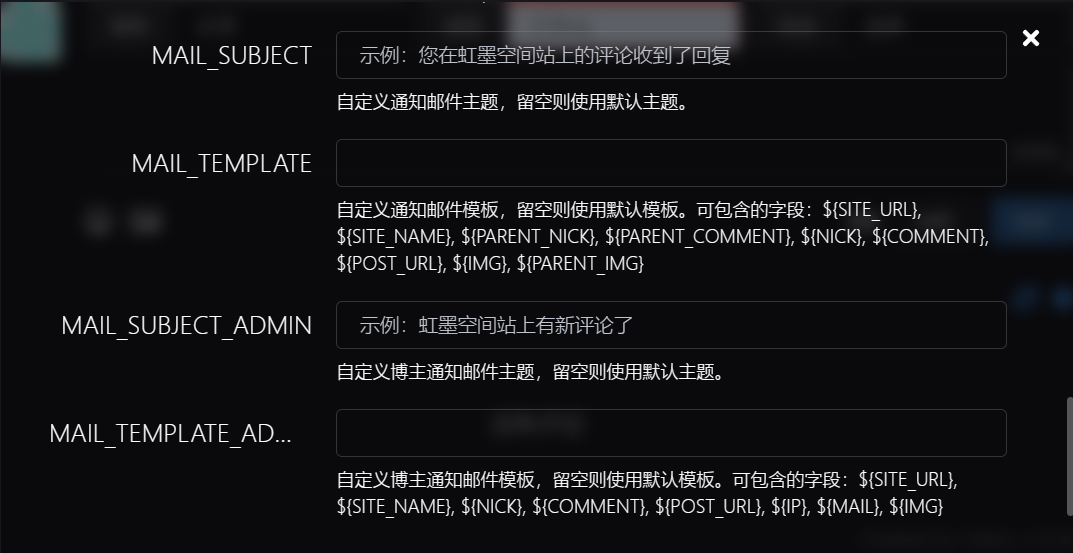 MAIL_SUBJECT
示例：您在虹墨空间站上的评论收到了回复
自定义通知邮件主题，留空则使用默认主题。
MAIL_TEMPLATE
自定义通知邮件模板，留空则使用默认模板。可包含的字段：${SITE_URL},
${SITE_NAME}, ${PARENT_NICK}, ${PARENT_COMMENT}, ${NICK}, ${COMMENT},
${POST_URL}, ${IMG}, ${PARENT_IMG}
MAIL_SUBJECT_ADMIN
示例：虹墨空间站上有新评论了
自定义博主通知邮件主题，留空则使用默认主题。
MAIL_TEMPLATE_AD...
自定义博主通知邮件模板，留空则使用默认模板。可包含的字段：${SITE_URL},
${SITE_NAME}, ${NICK}, ${COMMENT}, ${POST_URL}, ${IP}, ${MAIL}, ${IMG}